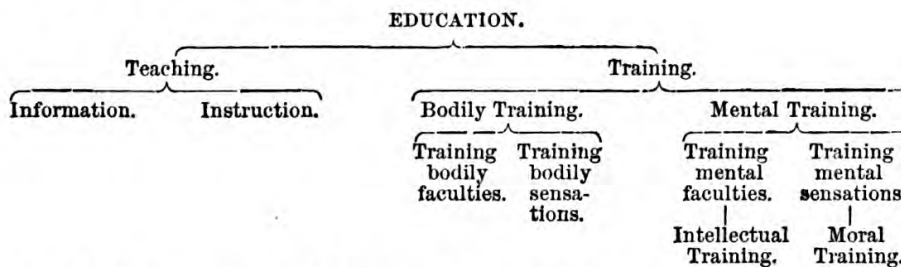 EDUCATION.
Teaching. Training.
Information. Instruction. Bodily Training. Mental Training.
Training Training Training Training
bodily bodily mental mental
faculties. sensa- faculties. sensations
tions.
Intellectual Moral
Training. Training.